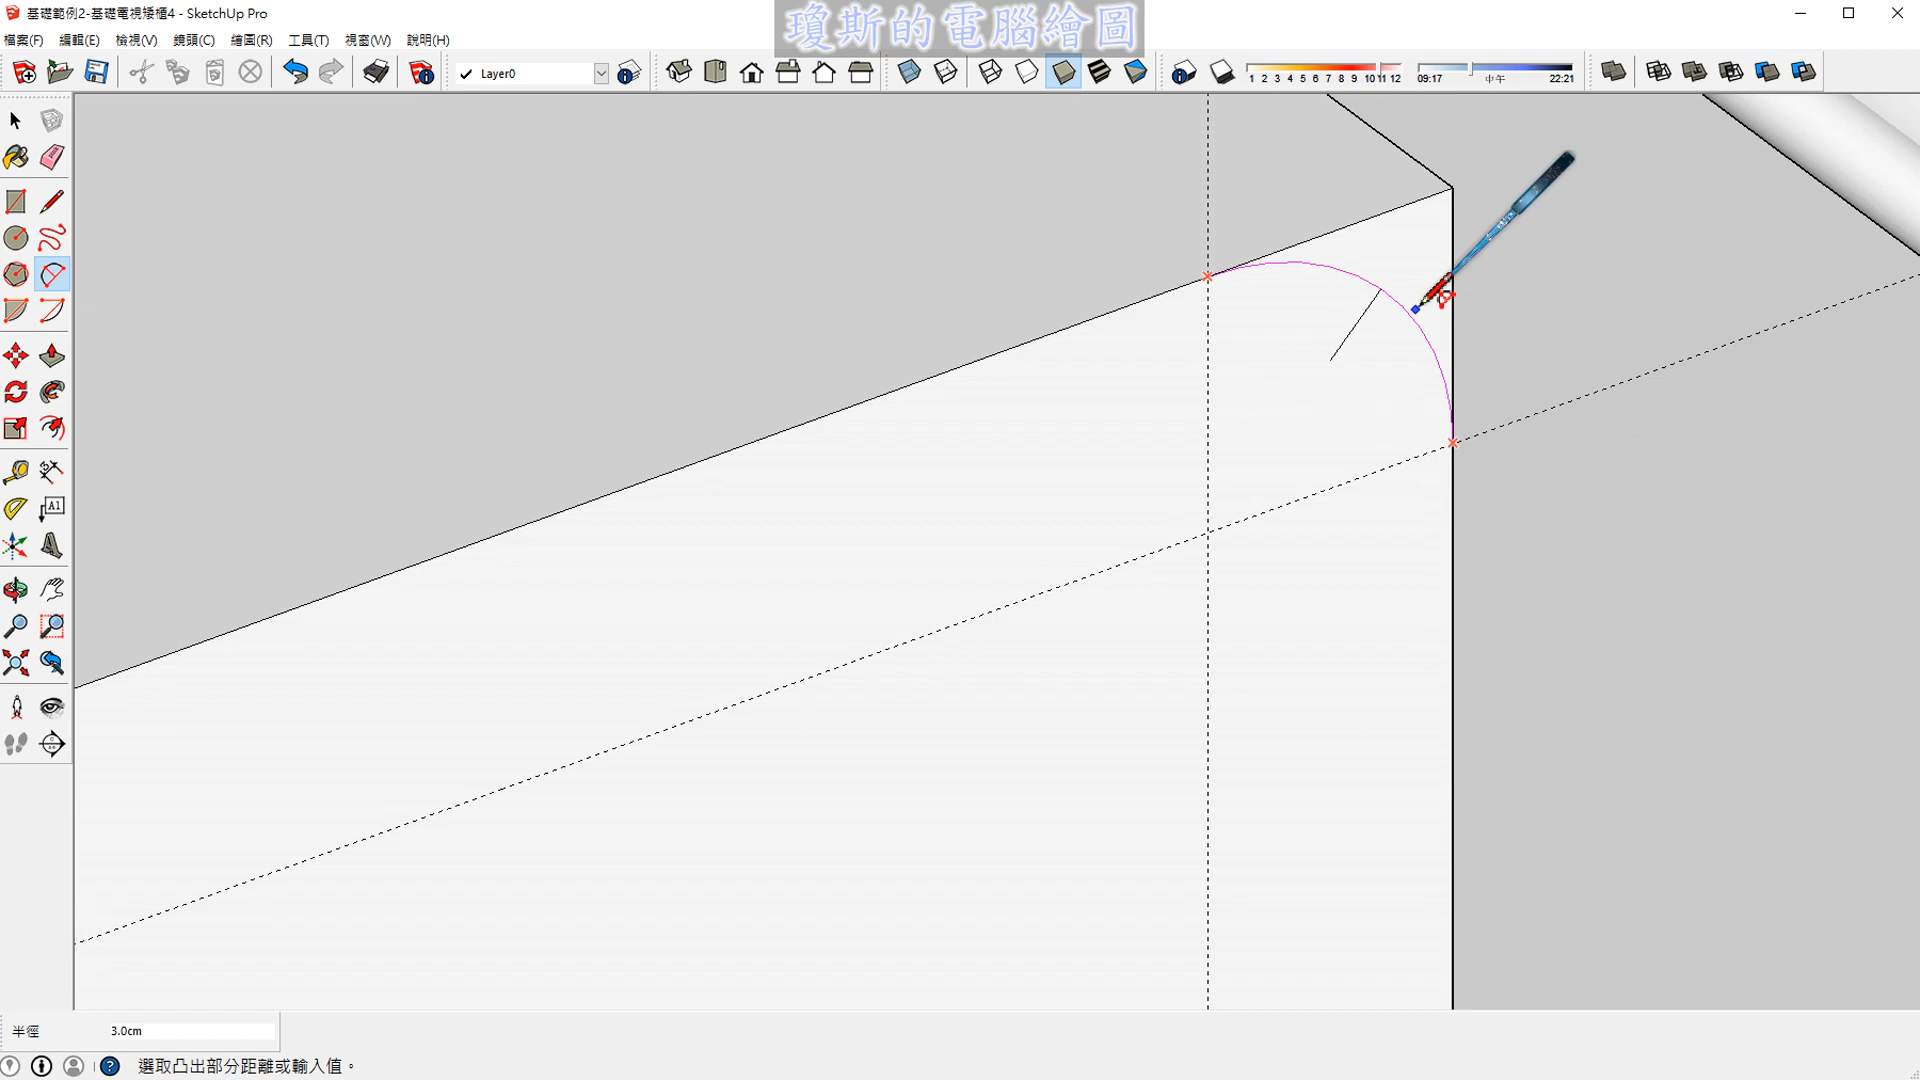 基礎範例2-基礎電視矮櫃4 - SketchUp Pro
瓊斯的電腦繪圖
檔案(F) 編輯(E) 檢視(V) 鏡頭(C) 繪圖(R) 工具(T) 視窗(W) 說明(H)
Layer0
1 2 3 4 5 6 7 8 9 10 11 12
09:17 中午 22:21
A1
半徑 3.0cm
選取凸出部分距離或輸入值。